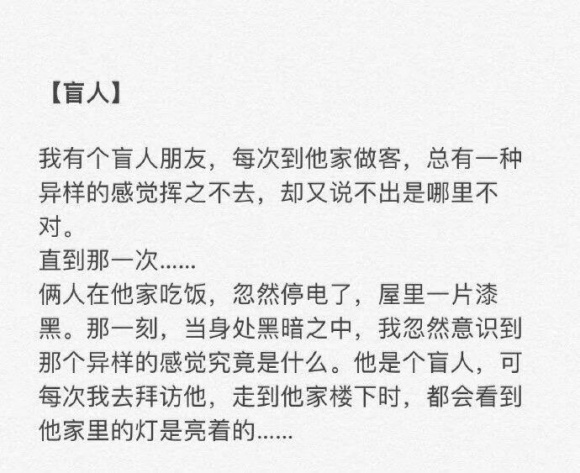 【盲人】
我有个盲人朋友，每次到他家做客，总有一种
异样的感觉挥之不去，却又说不出是哪里不
对。
直到那一次……
俩人在他家吃饭，忽然停电了，屋里一片漆
黑。那一刻，当身处黑暗之中，我忽然意识到
那个异样的感觉究竟是什么。他是个盲人，可
每次我去拜访他，走到他家楼下时，都会看到
他家里的灯是亮着的……